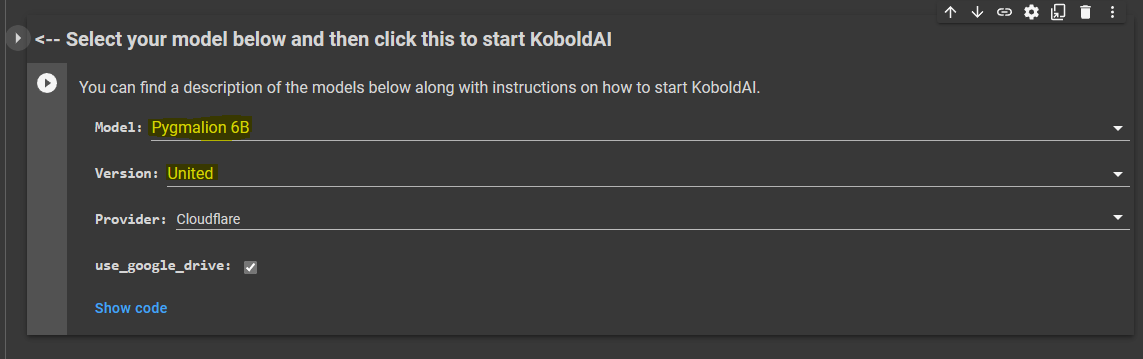 <-- Select your model below and then click this to start KoboldAI
You can find a description of the models below along with instructions on how to start KoboldAI.
Model: Pygmalion 6B
Version: United
Provider: Cloudflare
use_google_drive:
Show code